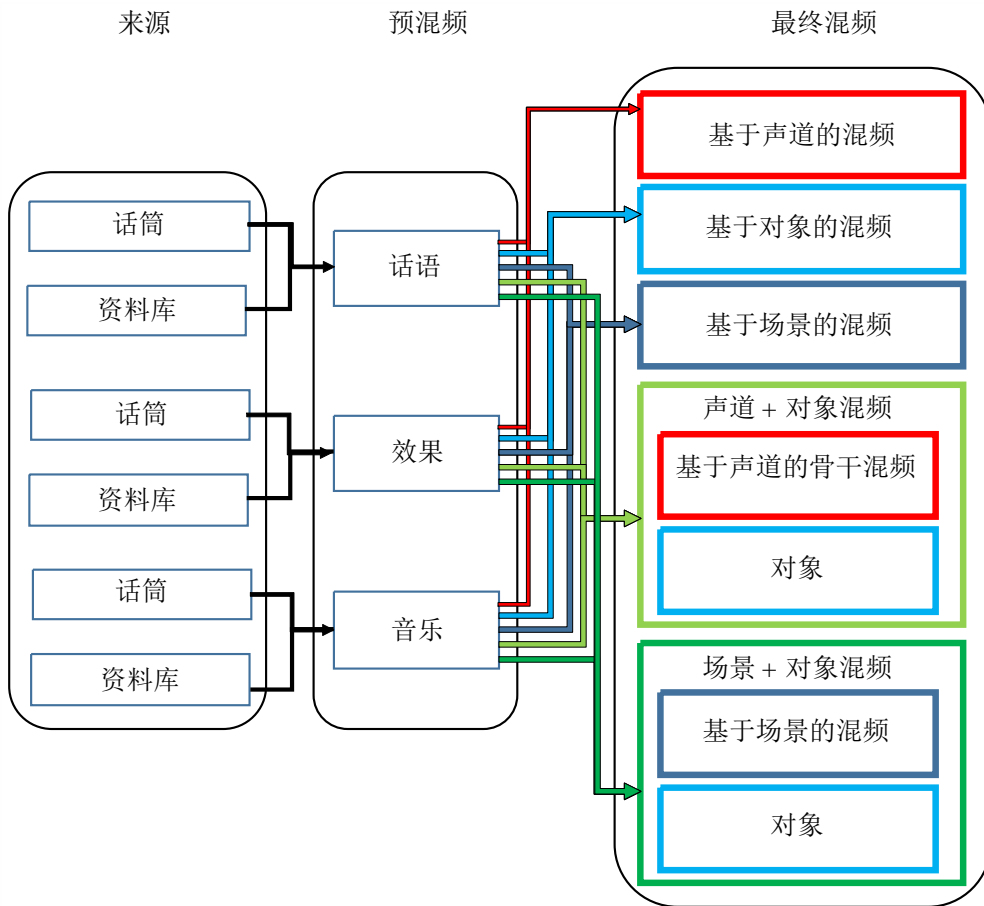 来源
预混频
最终混频
话筒
资料库
话筒
资料库
话筒
资料库
话语
效果
音乐
基于声道的混频
基于对象的混频
基于场景的混频
声道 + 对象混频
基于声道的骨干混频
对象
场景 + 对象混频
基于场景的混频
对象